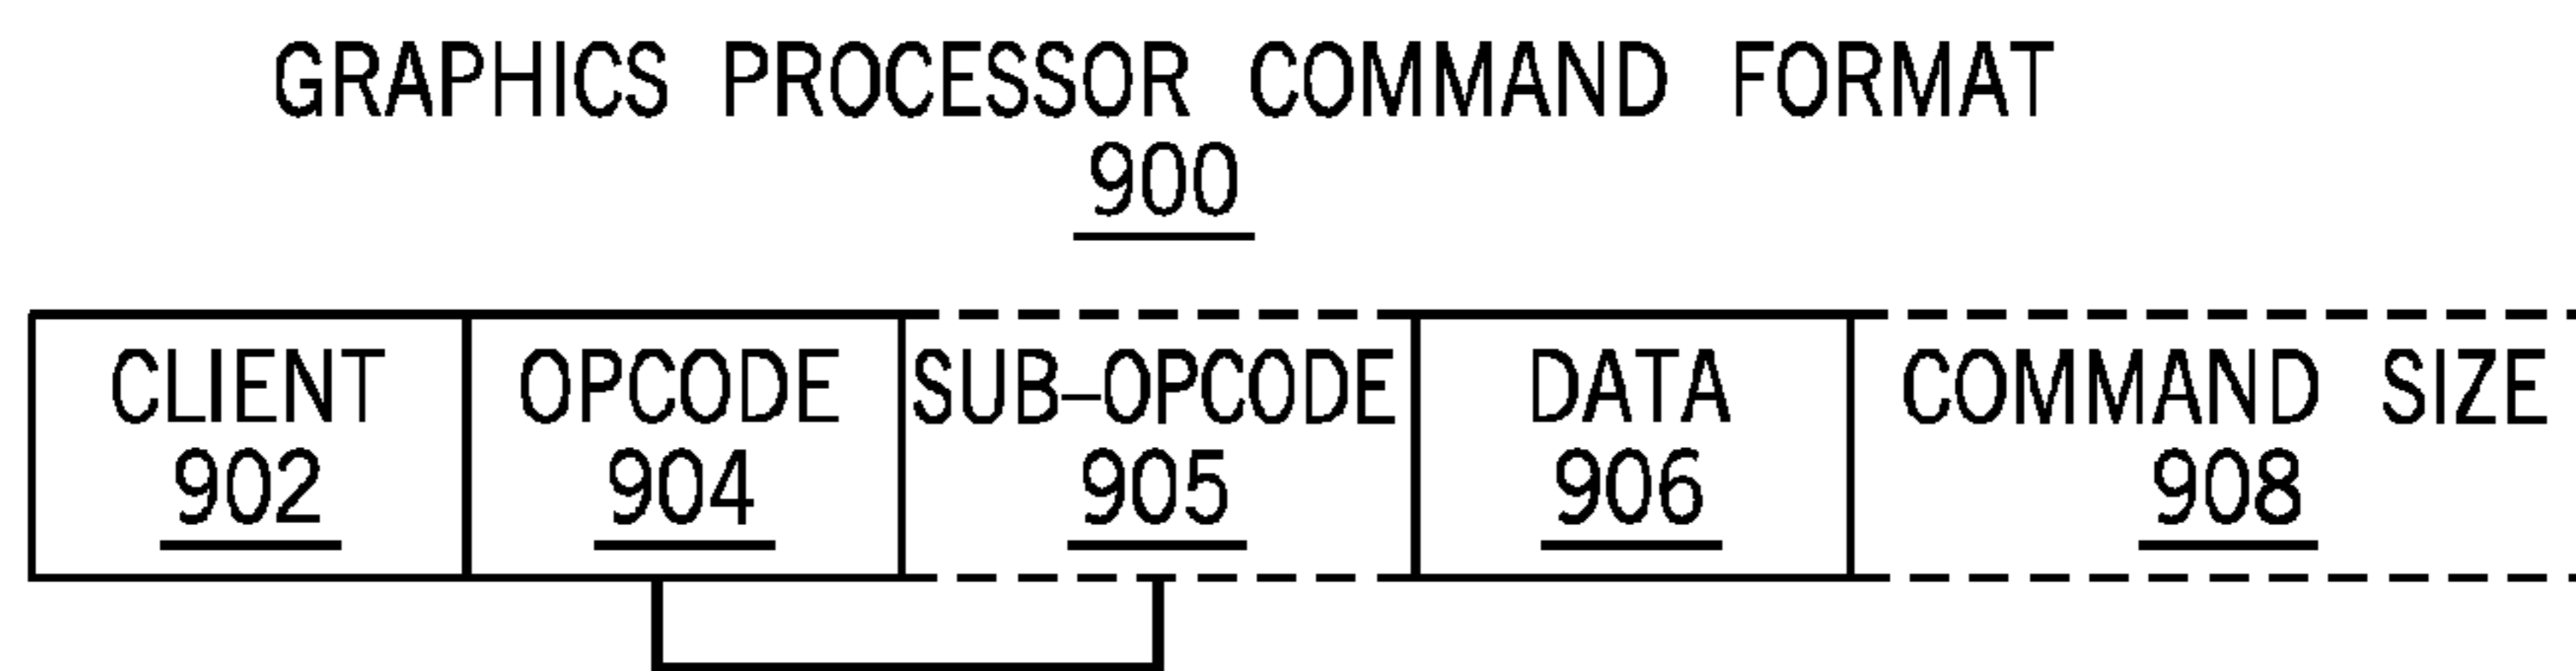 GRAPHICS PROCESSOR COMMAND FORMAT
900
CLIENT OPCODE SUB-OPCODE DATA COMMAND SIZE
902 904 905 906 908